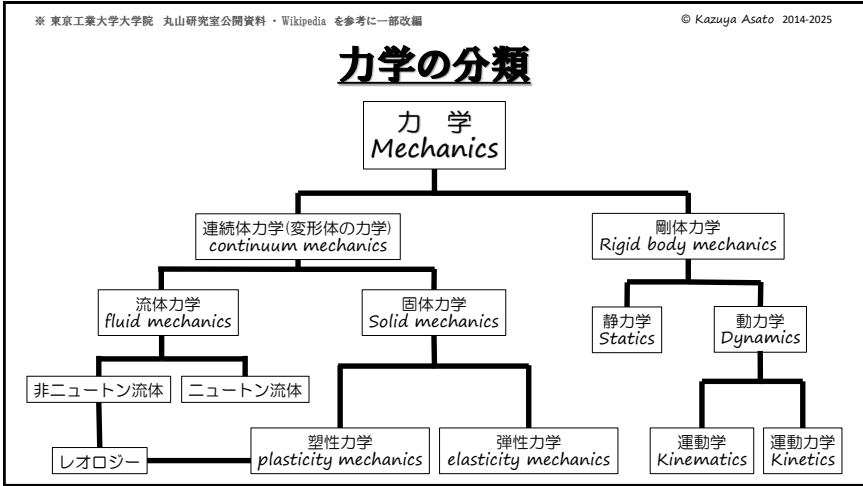 ※ 東京工業大学大学院 丸山研究室公開資料 ・ Wikipedia を参考に一部改編
© Kazuya Asato 2014-2025
力学の分類
力 学
Mechanics
連続体力学(変形体の力学)
continuum mechanics
剛体力学
Rigid body mechanics
流体力学
fluid mechanics
固体力学
Solid mechanics
静力学
Statics
動力学
Dynamics
非ニュートン流体
ニュートン流体
レオロジー
塑性力学
plasticity mechanics
弾性力学
elasticity mechanics
運動学
Kinematics
運動力学
Kinetics